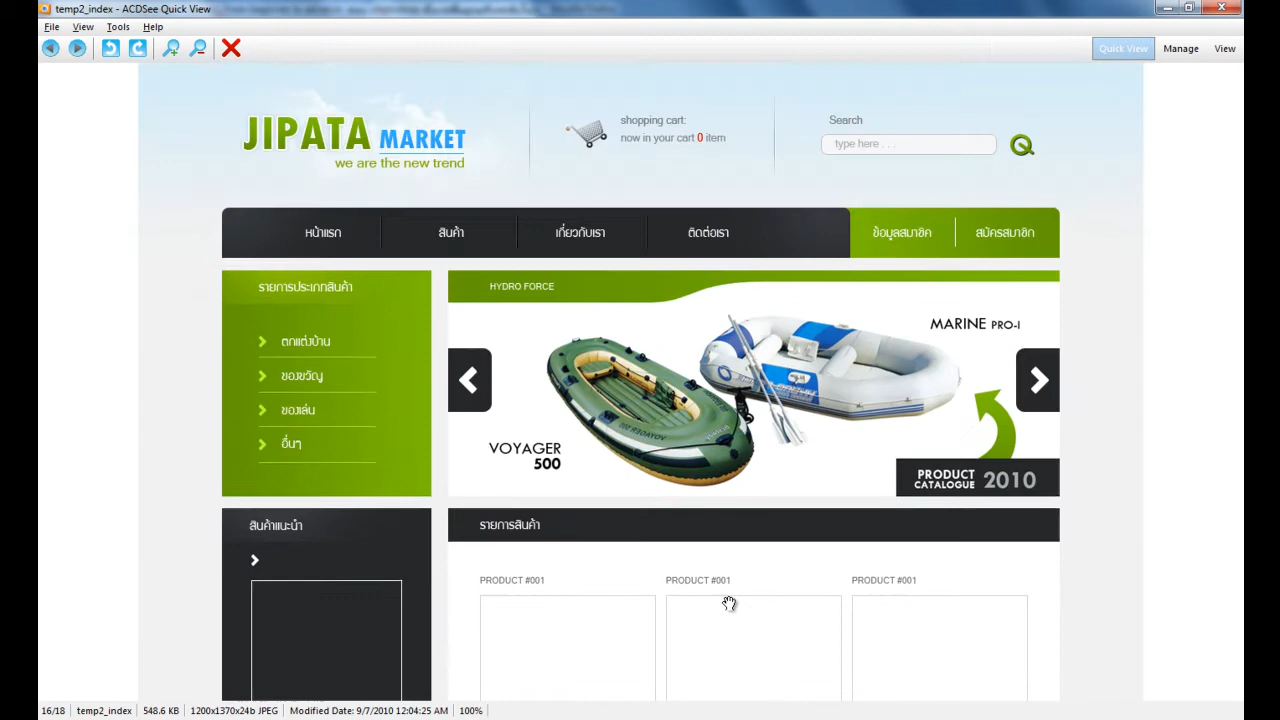 temp2_index - ACDSee Quick View
File View Tools Help
Quick View Manage View
JIPATA MARKET
we are the new trend
shopping cart:
now in your cart 0 item
Search
type here . . .
หน้าแรก สินค้า เกี่ยวกับเรา ติดต่อเรา ข้อมูลสมาชิก สมัครสมาชิก
รายการประเภทสินค้า
ตกแต่งบ้าน
ของขวัญ
ของเล่น
อื่นๆ
HYDRO FORCE
MARINE PRO-I
VOYAGER
500
PRODUCT
CATALOGUE 2010
สินค้าแนะนำ
รายการสินค้า
PRODUCT #001 PRODUCT #001 PRODUCT #001
16/18 temp2_index 548.6 KB 1200x1370x24b JPEG Modified Date: 9/7/2010 12:04:25 AM 100%